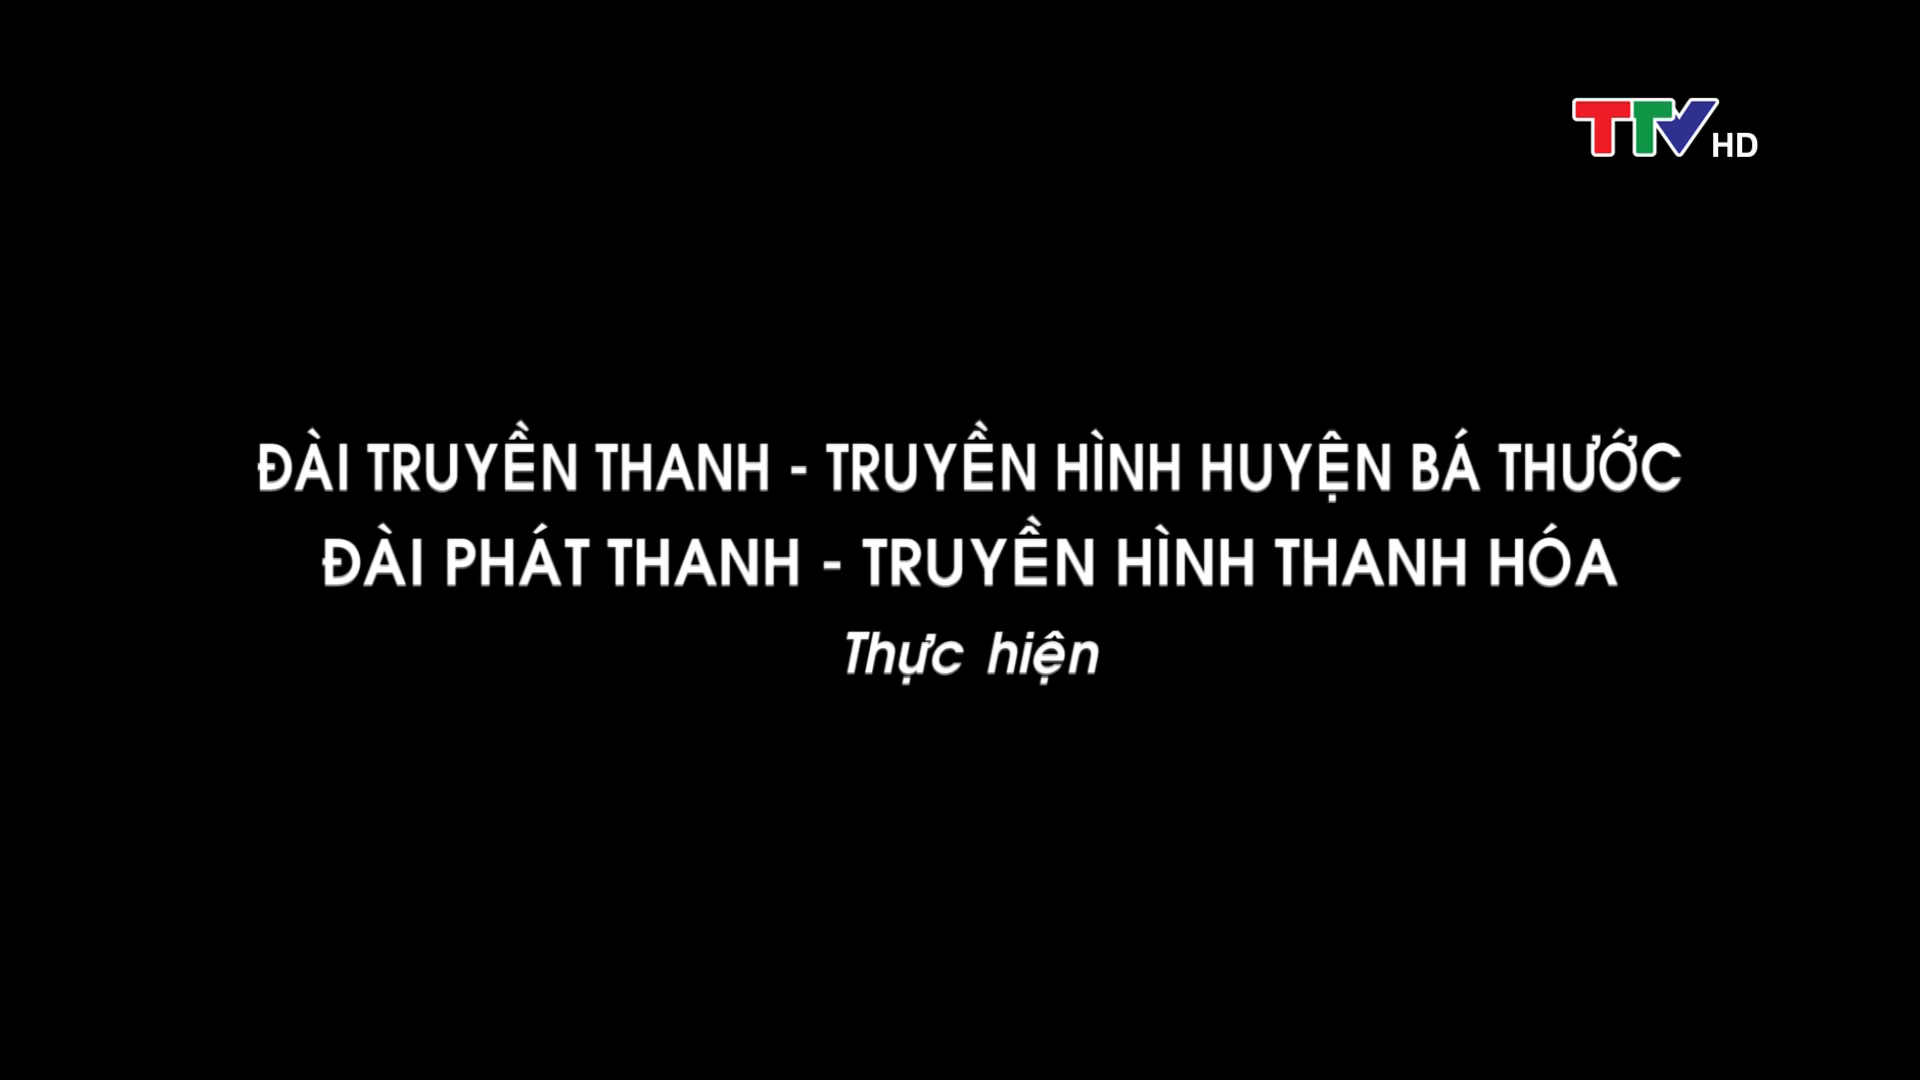 TTV HD
ĐÀI TRUYỀN THANH - TRUYỀN HÌNH HUYỆN BÁ THƯỚC
ĐÀI PHÁT THANH - TRUYỀN HÌNH THANH HÓA
Thực hiện